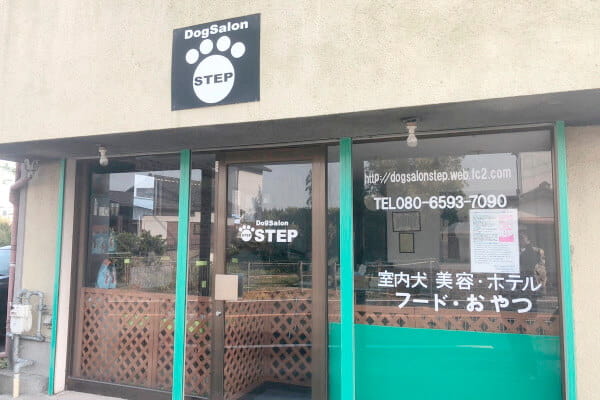 DogSalon
STEP
http://dogsalonstep.web.fc2.com
TEL080-6593-7090
DogSalon
STEP STEP
室内犬 美容・ホテル
フード・おやつ